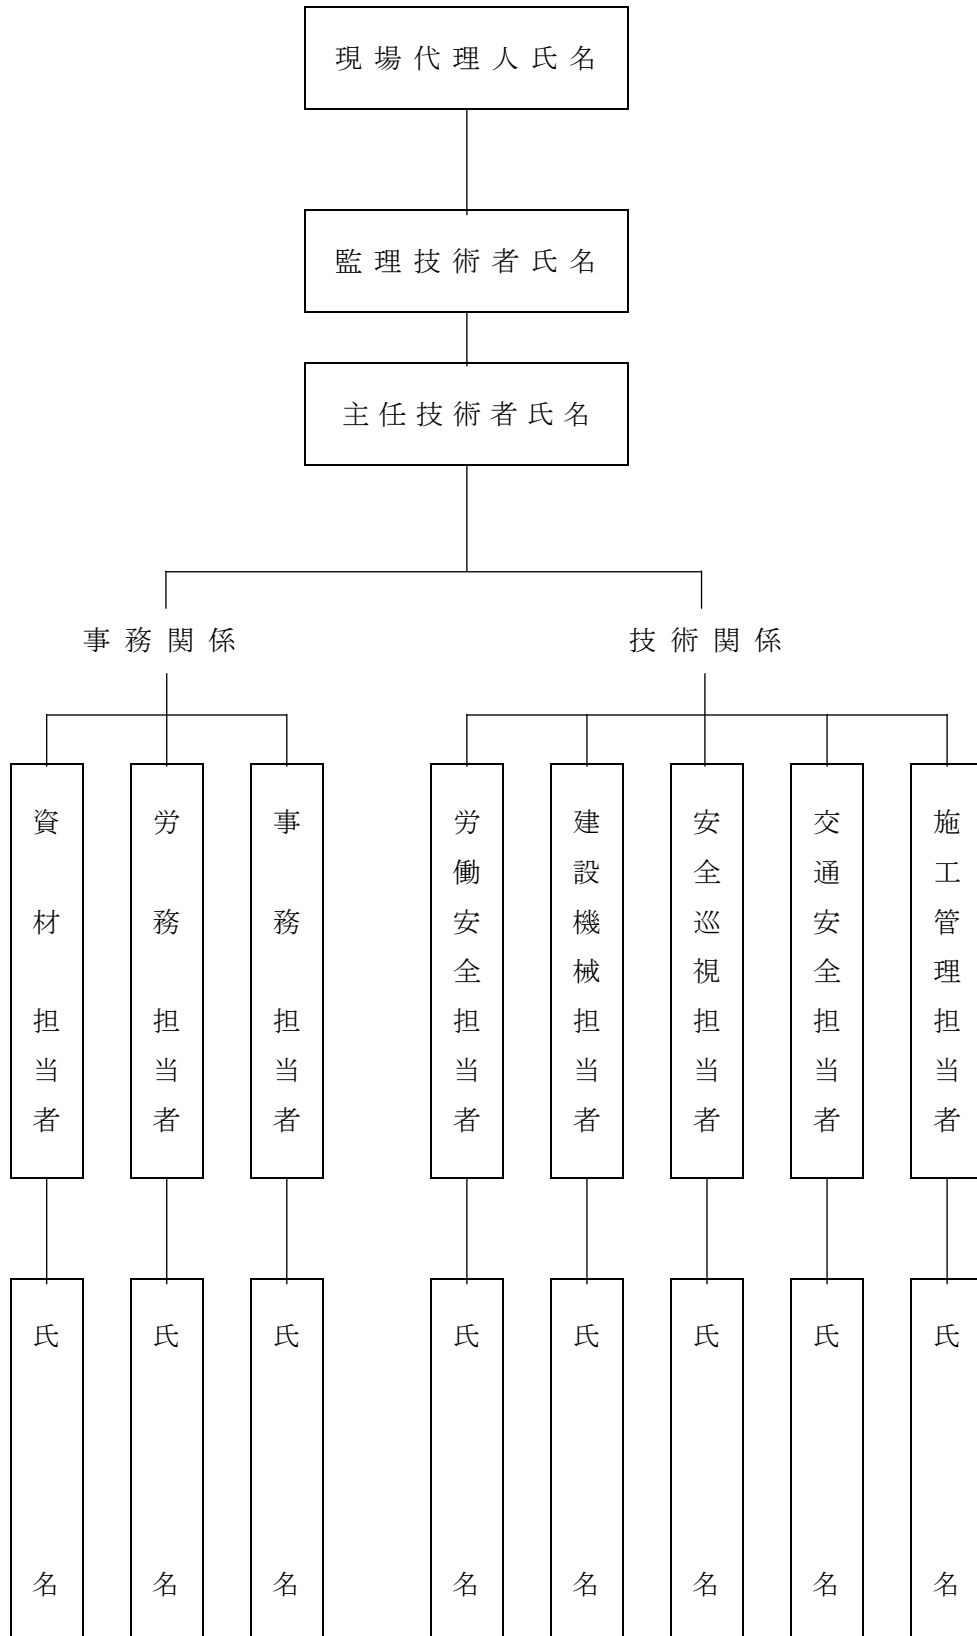 現場代理人氏名
監理技術者氏名
主任技術者氏名
事務関係
技術関係
資材担当者
労務担当者
事務担当者
労働安全担当者
建設機械担当者
安全巡視担当者
交通安全担当者
施工管理担当者
氏名
氏名
氏名
氏名
氏名
氏名
氏名
氏名